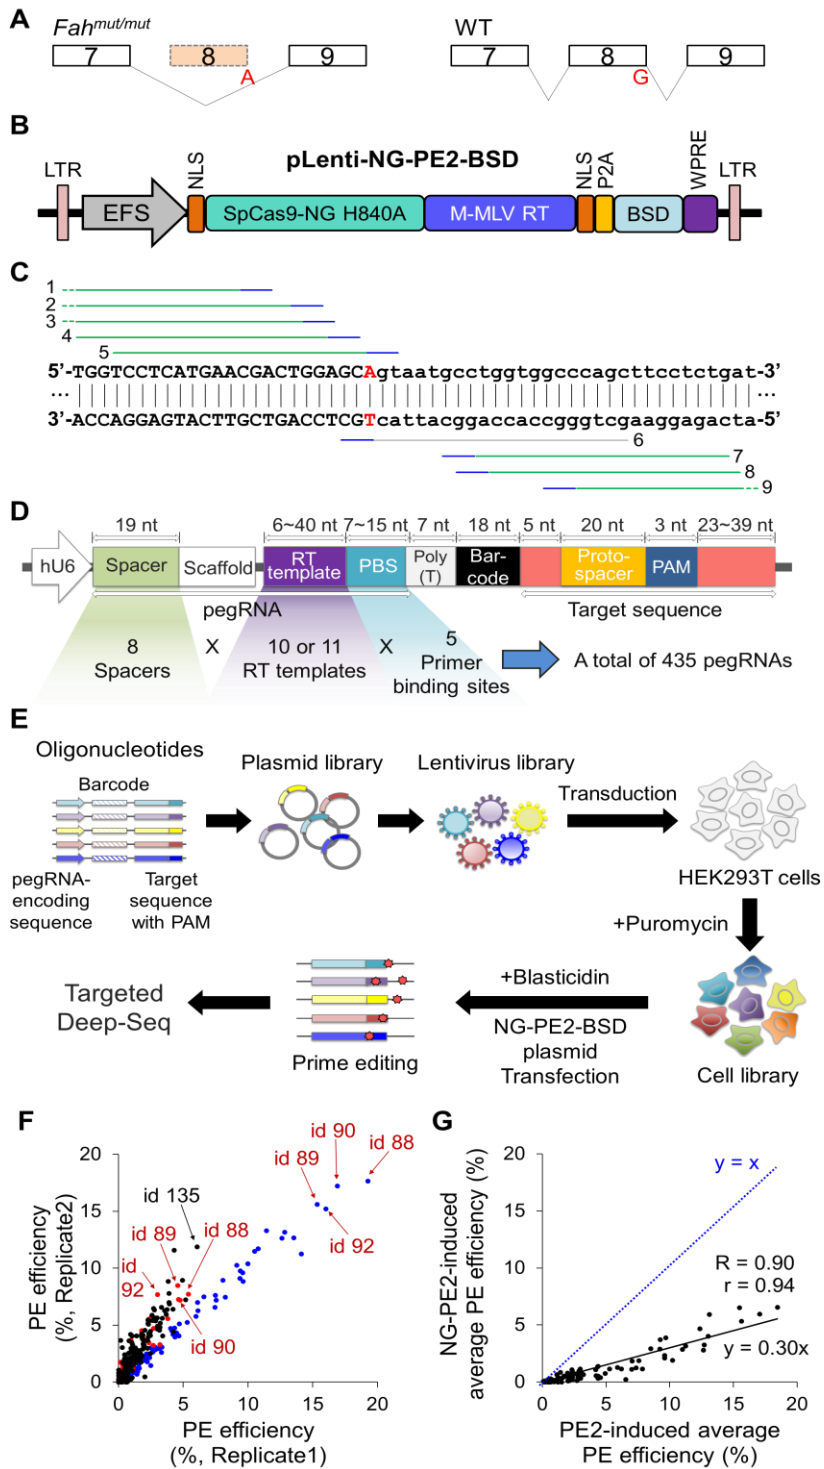 A
Fah^mut/mut
WT
7 8 9
A
7 8 9
G
B
pLenti-NG-PE2-BSD
LTR
EFS
NLS
SpCas9-NG H840A
M-MLV RT
NLS
P2A
BSD
WPRE
LTR
C
1
2
3
4
5
5’-TGGTCCTCATGAACGACTGGAGCAgtaatgcctggtggcccagcttcctctgat-3’
... ...
3’-ACCAGGAGTACTTGCTGACCTCGTcattacggaccaccgggtcgaaggagacta-5’
6
7
8
9
D
19 nt 6~40 nt 7~15 nt 7 nt 18 nt 5 nt 20 nt 3 nt 23~39 nt
hU6
Spacer
Scaffold
RT
template
PBS
Poly
(T)
Bar-
code
Proto-
spacer
PAM
pegRNA
Target sequence
8
Spacers
X
10 or 11
RT templates
X
5
Primer
binding sites
A total of 435 pegRNAs
E
Oligonucleotides
Barcode
pegRNA-
encoding
sequence
Target
sequence
with PAM
Plasmid library
Lentivirus library
Transduction
HEK293T cells
+Puromycin
Cell library
+Blasticidin
NG-PE2-BSD
plasmid
Transfection
Prime editing
Targeted
Deep-Seq
F
PE efficiency
(%, Replicate2)
20
15
10
5
0
0 5 10 15 20
PE efficiency
(%, Replicate1)
id 90
id 88
id 89
id 92
id 135
id 89
id 88
id
92
id 90
G
NG-PE2-induced
average PE efficiency (%)
20
15
10
5
0
0 5 10 15 20
PE2-induced average
PE efficiency (%)
y = x
R = 0.90
r = 0.94
y = 0.30x